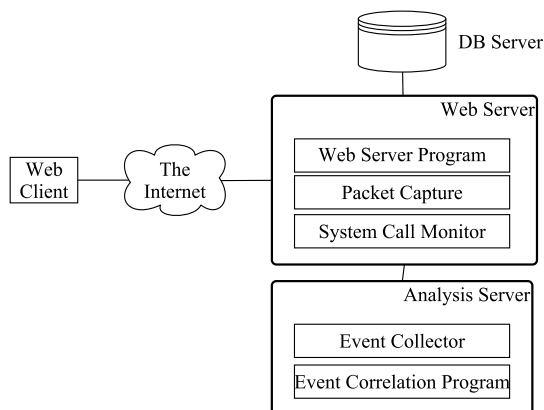 DB Server
Web Server
Web Server Program
Packet Capture
System Call Monitor
Web
Client
The
Internet
Analysis Server
Event Collector
Event Correlation Program